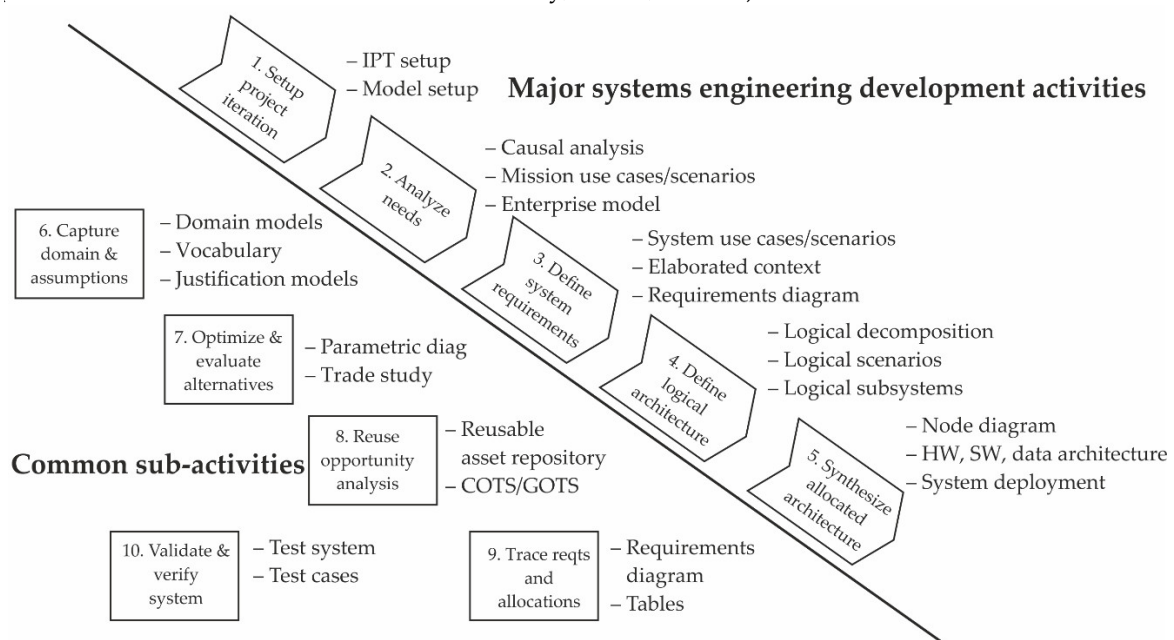 1. Setup
project
iteration
– IPT setup
– Model setup
Major systems engineering development activities
2. Analyze
needs
– Causal analysis
– Mission use cases/scenarios
– Enterprise model
3. Define
system
requirements
– System use cases/scenarios
– Elaborated context
– Requirements diagram
4. Define
logical
architecture
– Logical decomposition
– Logical scenarios
– Logical subsystems
5. Synthesize
allocated
architecture
– Node diagram
– HW, SW, data architecture
– System deployment
6. Capture
domain &
assumptions
– Domain models
– Vocabulary
– Justification models
7. Optimize &
evaluate
alternatives
– Parametric diag
– Trade study
Common sub-activities
8. Reuse
opportunity
analysis
– Reusable
asset repository
– COTS/GOTS
10. Validate &
verify
system
– Test system
– Test cases
9. Trace reqts
and
allocations
– Requirements
diagram
– Tables